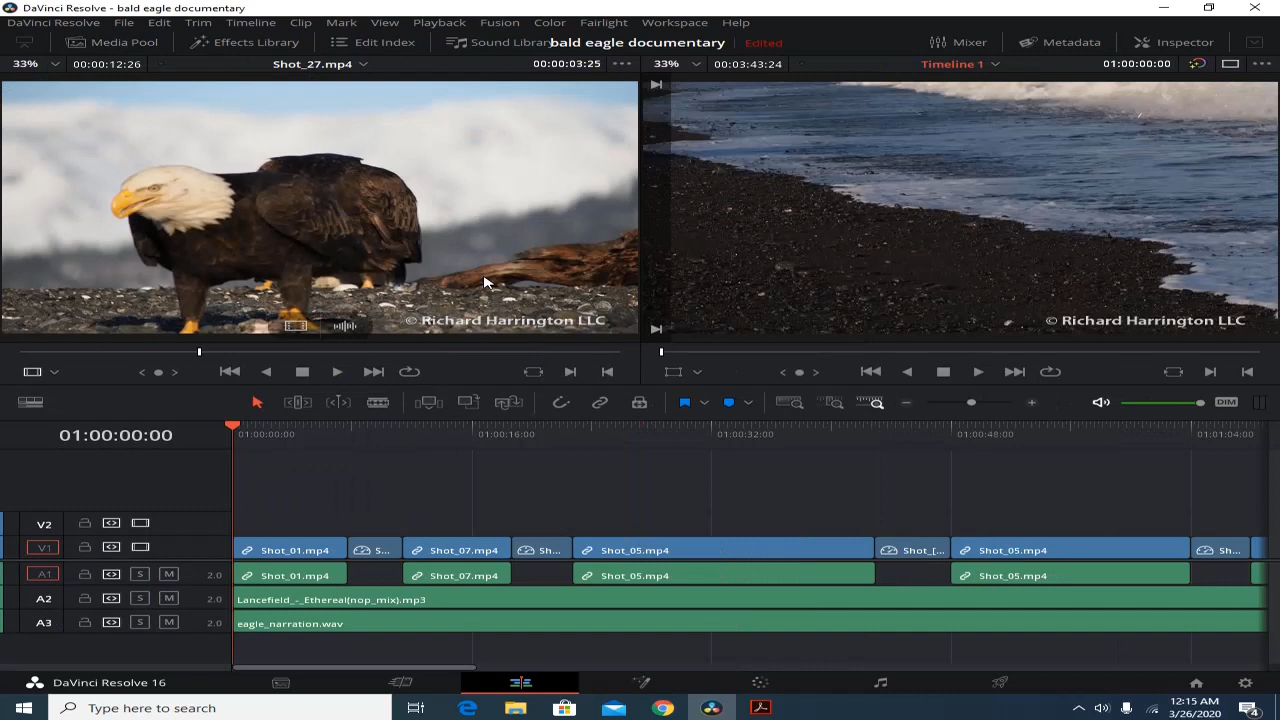 DaVinci Resolve - bald eagle documentary
DaVinci Resolve File Edit Trim Timeline Clip Mark View Playback Fusion Color Fairlight Workspace Help
Media Pool Effects Library Edit Index Sound Library bald eagle documentary Edited Mixer Metadata Inspector
33% 00:00:12:26 Shot_27.mp4 00:00:03:25 33% 00:03:43:24 Timeline 1 01:00:00:00
© Richard Harrington LLC © Richard Harrington LLC
DIM
01:00:00:00 01:00:00:00 01:00:16:00 01:00:32:00 01:00:48:00 01:01:04:00
V2
V1 Shot_01.mp4 S... Shot_07.mp4 Sh... Shot_05.mp4 Shot_[... Shot_05.mp4 Sh...
A1 S M 2.0 Shot_01.mp4 Shot_07.mp4 Shot_05.mp4 Shot_05.mp4
A2 S M 2.0 Lancefield_-_Ethereal(nop_mix).mp3
A3 S M 2.0 eagle_narration.wav
DaVinci Resolve 16
Type here to search 12:15 AM
3/26/2020 4